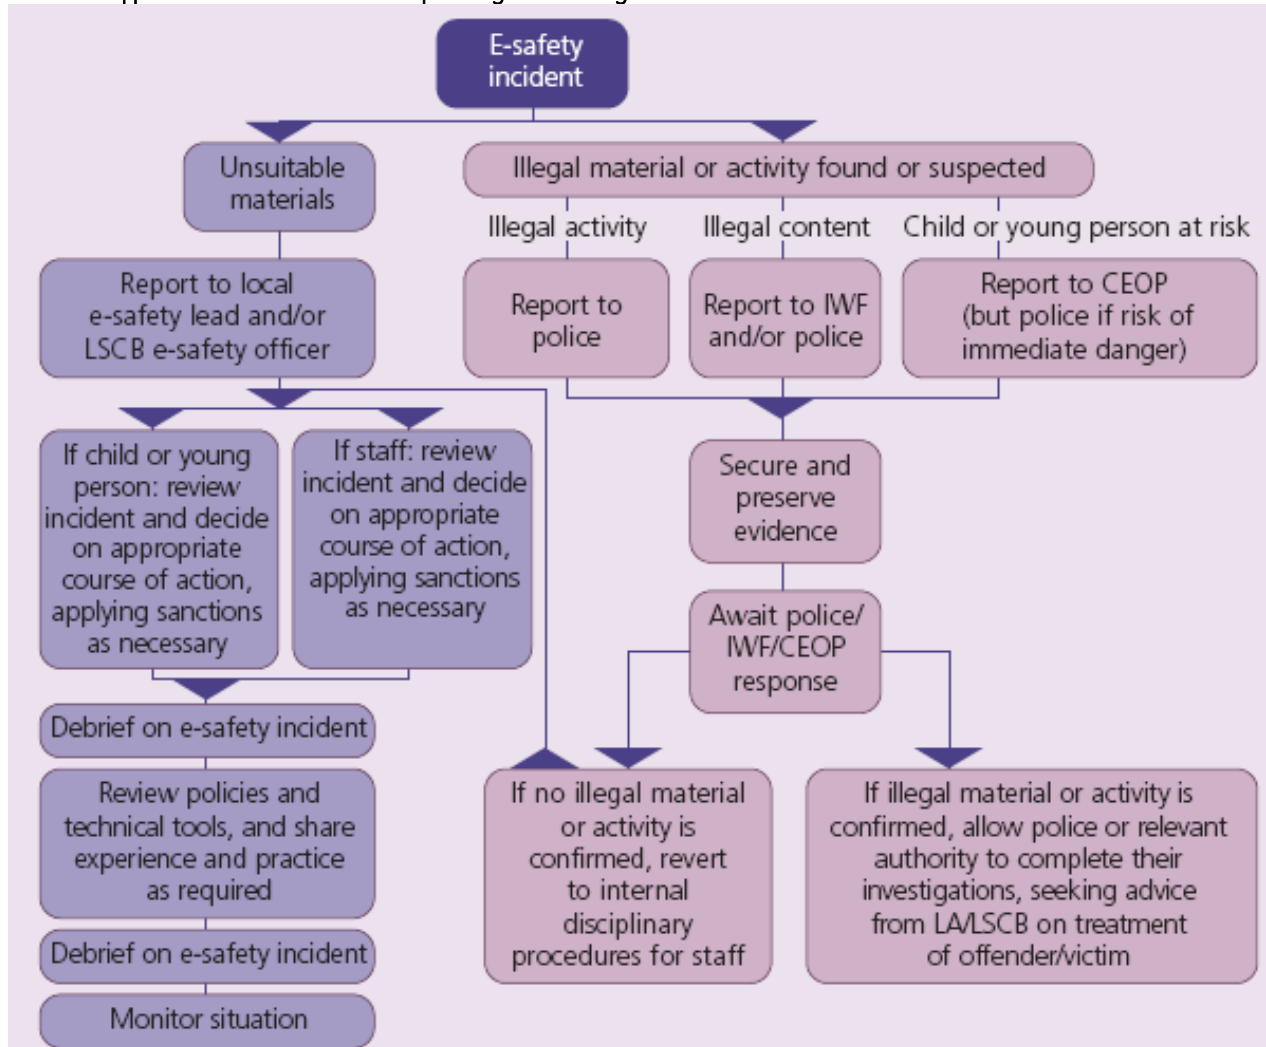 E-safety
incident
Unsuitable
materials
Illegal material or activity found or suspected
Illegal activity
Illegal content
Child or young person at risk
Report to local
e-safety lead and/or
LSCB e-safety officer
Report to
police
Report to IWF
and/or police
Report to CEOP
(but police if risk of
immediate danger)
If child or young
person: review
incident and decide
on appropriate
course of action,
applying sanctions
as necessary
If staff: review
incident and decide
on appropriate
course of action,
applying sanctions
as necessary
Secure and
preserve
evidence
Await police/
IWF/CEOP
response
Debrief on e-safety incident
Review policies and
technical tools, and share
experience and practice
as required
Debrief on e-safety incident
Monitor situation
If no illegal material
or activity is
confirmed, revert
to internal
disciplinary
procedures for staff
If illegal material or activity is
confirmed, allow police or relevant
authority to complete their
investigations, seeking advice
from LA/LSCB on treatment
of offender/victim